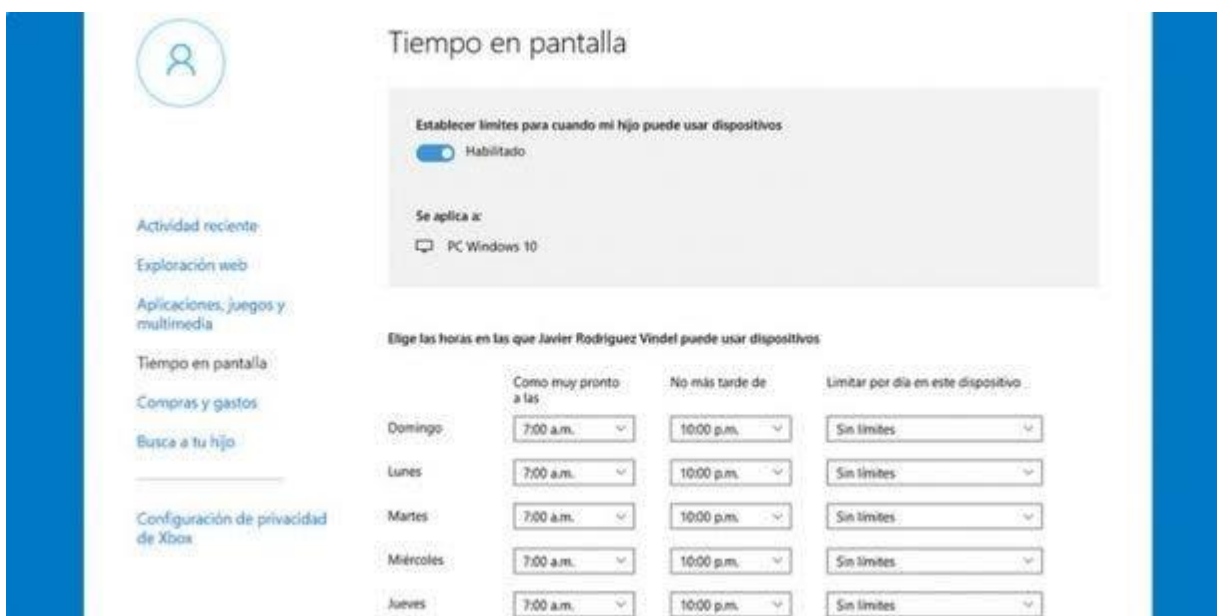 Tiempo en pantalla
Establecer límites para cuando mi hijo puede usar dispositivos
Habilitado
Se aplica a:
PC Windows 10
Actividad reciente
Exploración web
Aplicaciones, juegos y
multimedia
Tiempo en pantalla
Compras y gastos
Busca a tu hijo
Configuración de privacidad
de Xbox
Elige las horas en las que Javier Rodriguez Vindel puede usar dispositivos
Como muy pronto
a las
No más tarde de
Limitar por día en este dispositivo
Domingo 7:00 a.m. 10:00 p.m. Sin límites
Lunes 7:00 a.m. 10:00 p.m. Sin límites
Martes 7:00 a.m. 10:00 p.m. Sin límites
Miércoles 7:00 a.m. 10:00 p.m. Sin límites
Jueves 7:00 a.m. 10:00 p.m. Sin límites